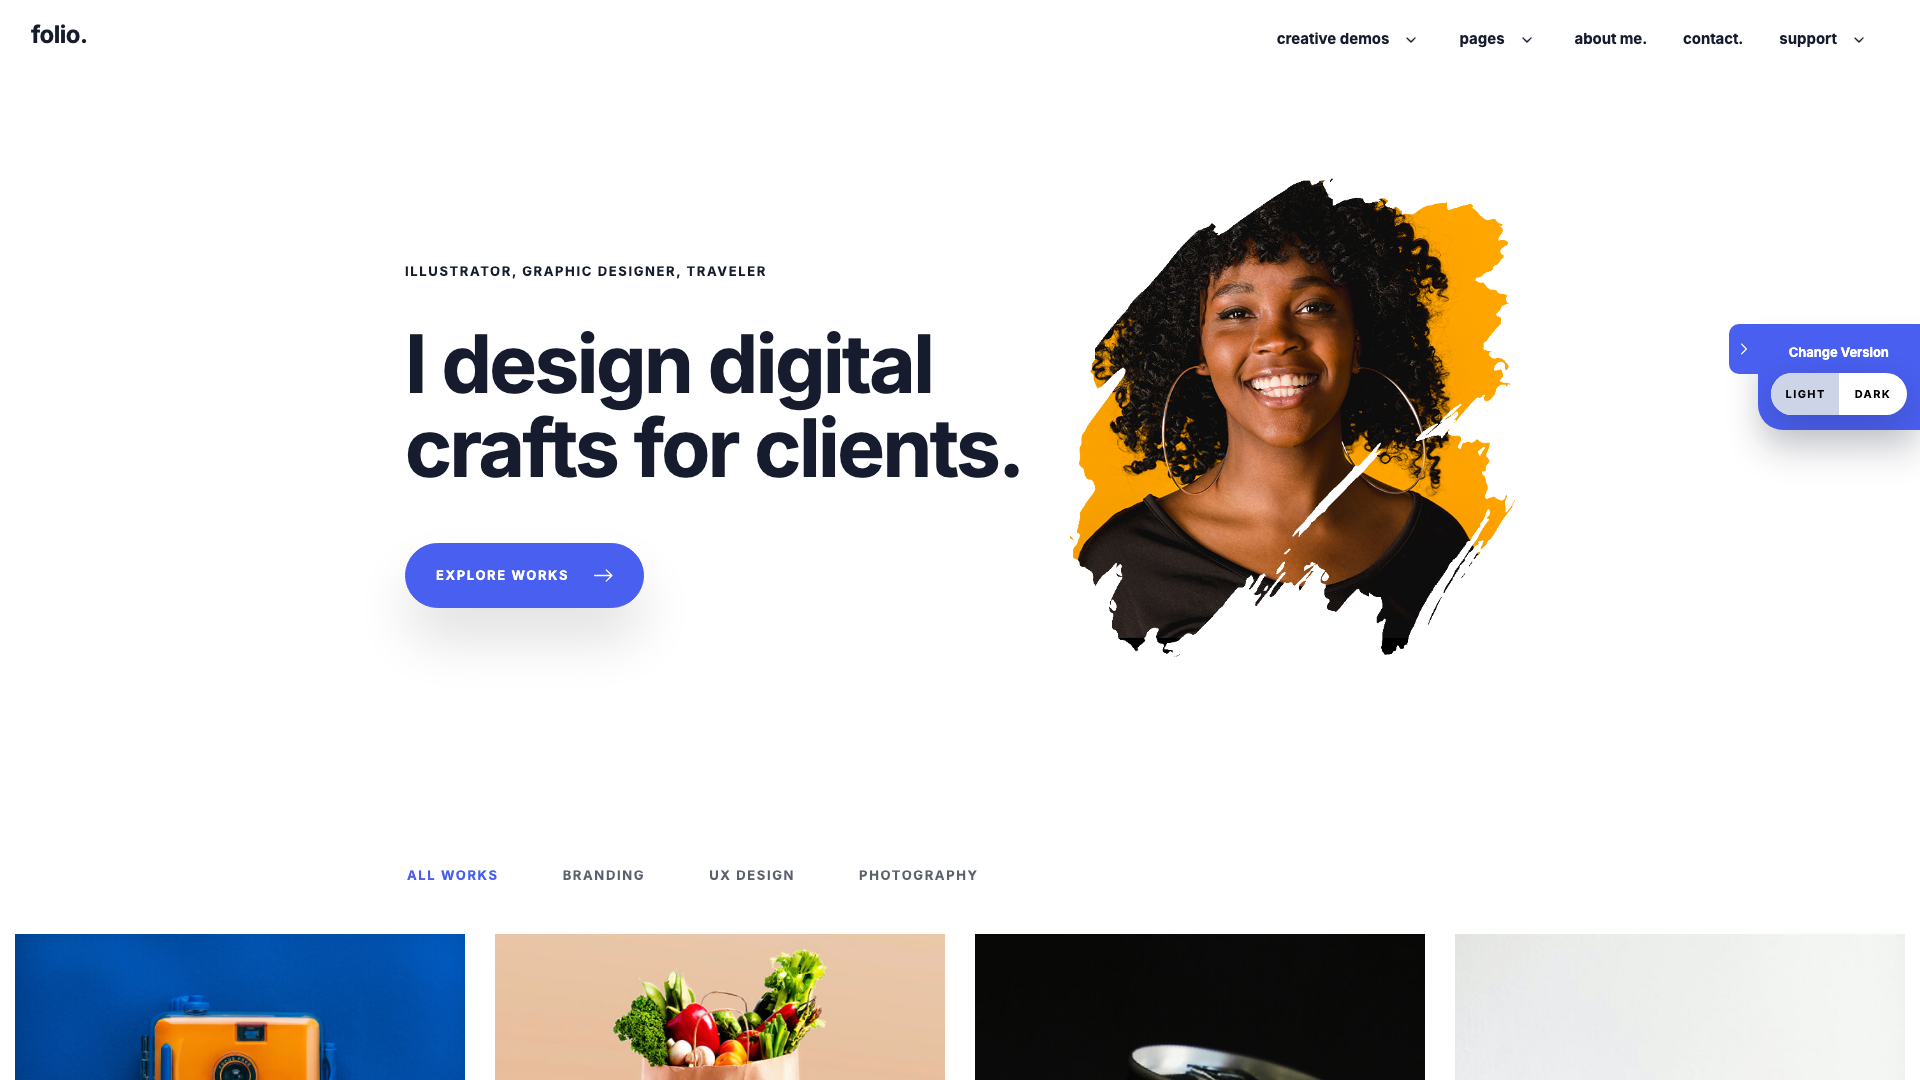 folio.
creative demos
pages
about me.
contact.
support
ILLUSTRATOR, GRAPHIC DESIGNER, TRAVELER
I design digital
crafts for clients.
Change Version
LIGHT
DARK
EXPLORE WORKS
ALL WORKS
BRANDING
UX DESIGN
PHOTOGRAPHY